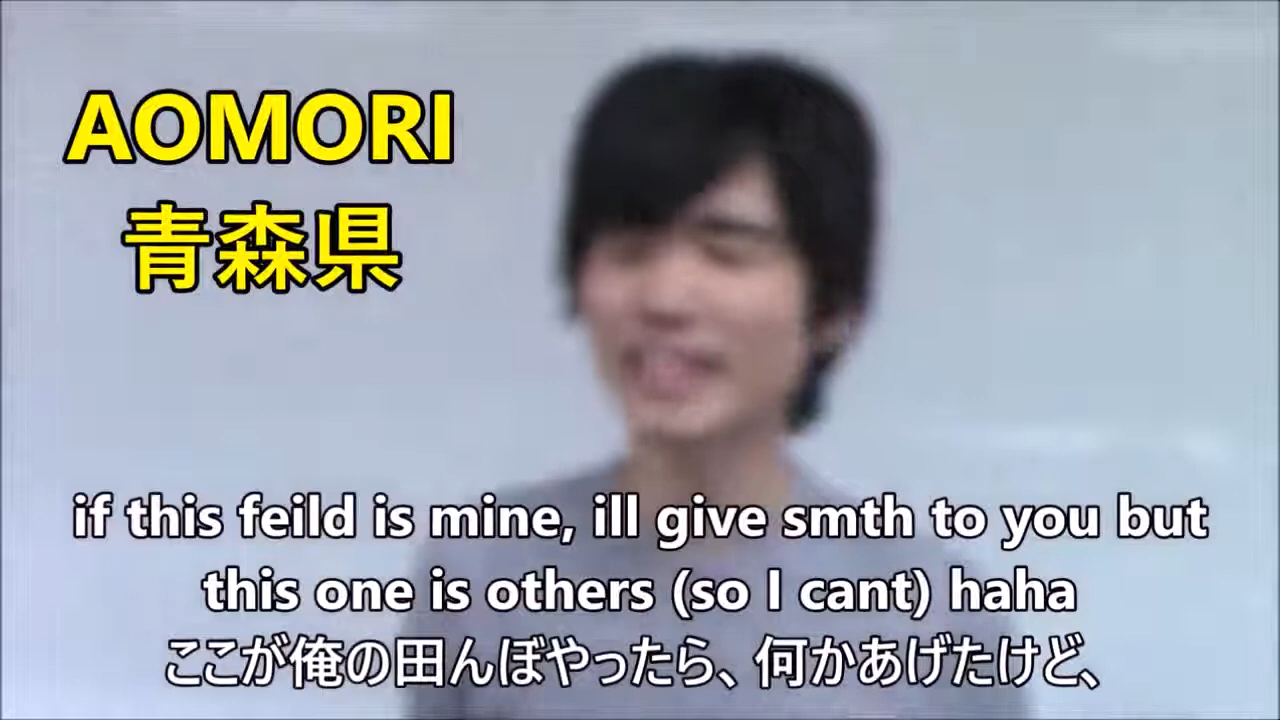 AOMORI
青森県
if this feild is mine, ill give smth to you but
this one is others (so I cant) haha
ここが俺の田んぼやったら、何かあげたけど、